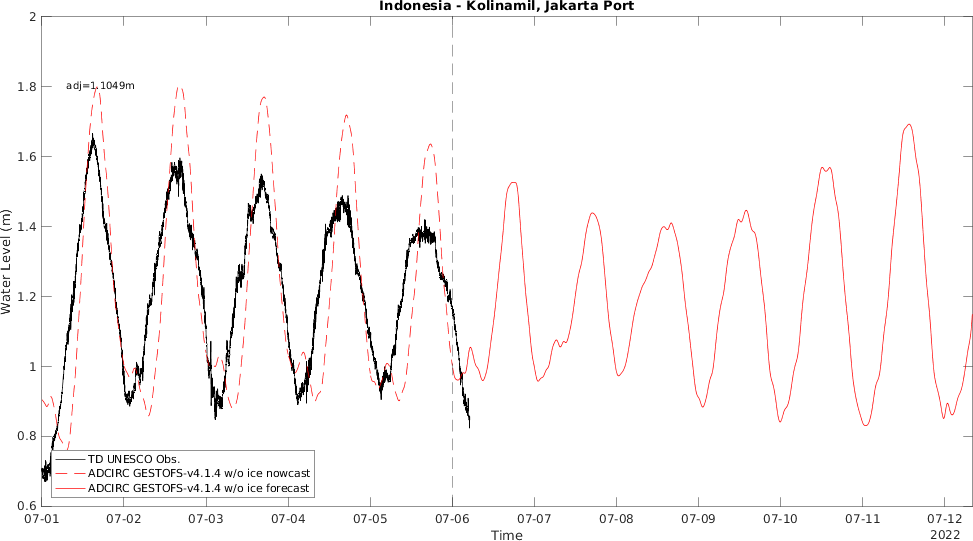 Indonesia - Kolinamil, Jakarta Port
2
1.8
1.6
1.4
1.2
1
0.8
0.6
Water Level (m)
adj=1.1049m
TD UNESCO Obs.
ADCIRC GESTOFS-v4.1.4 w/o ice nowcast
ADCIRC GESTOFS-v4.1.4 w/o ice forecast
07-01 07-02 07-03 07-04 07-05 07-06 07-07 07-08 07-09 07-10 07-11 07-12
Time
2022